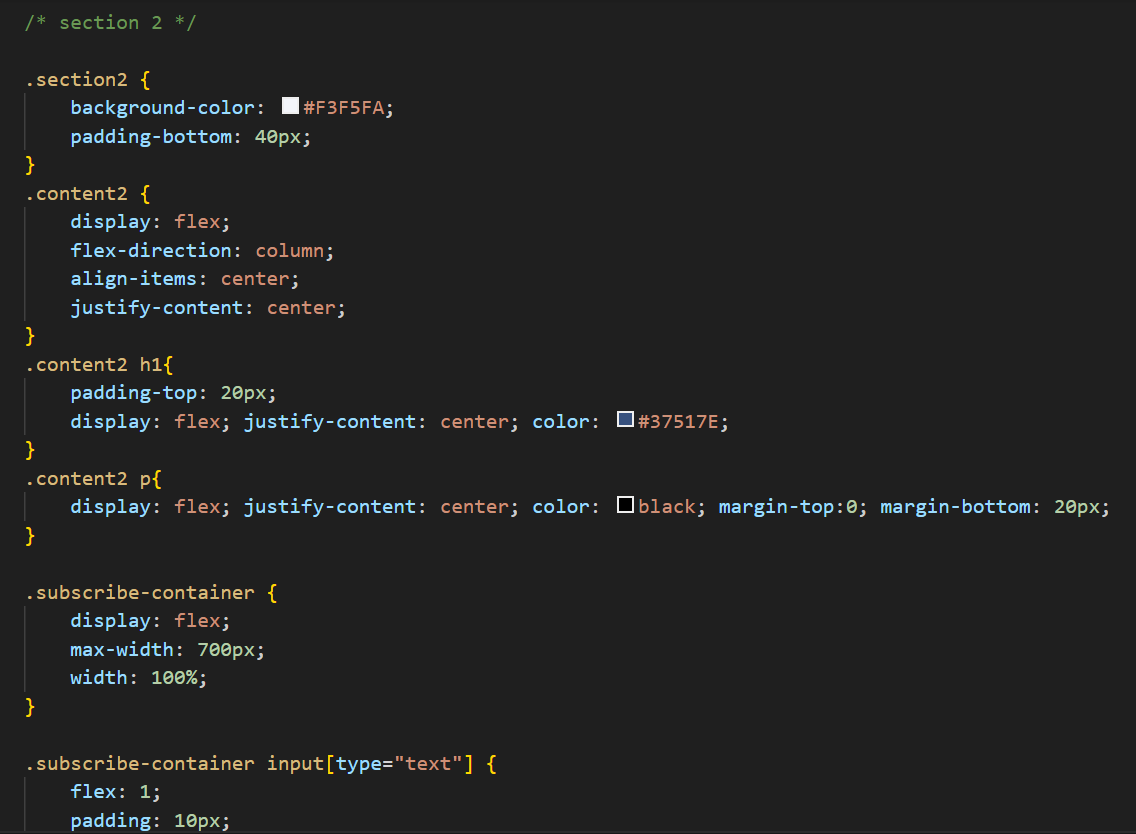 /* section 2 */
.section2 {
background-color: #F3F5FA;
padding-bottom: 40px;
}
.content2 {
display: flex;
flex-direction: column;
align-items: center;
justify-content: center;
}
.content2 h1{
padding-top: 20px;
display: flex; justify-content: center; color: #37517E;
}
.content2 p{
display: flex; justify-content: center; color: black; margin-top:0; margin-bottom: 20px;
}
.subscribe-container {
display: flex;
max-width: 700px;
width: 100%;
}
.subscribe-container input[type="text"] {
flex: 1;
padding: 10px;